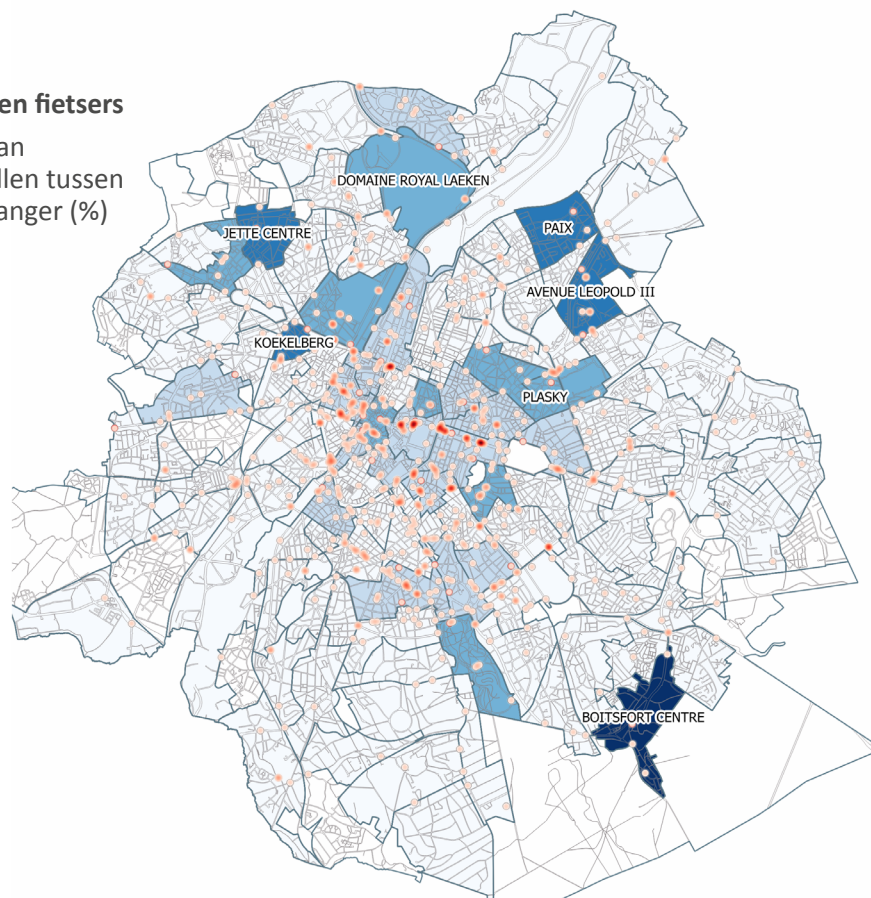 en fietsers
an
llen tussen
anger (%)
DOMAINE ROYAL LAEKEN
JETTE CENTRE
PAIX
AVENUE LEOPOLD III
KOEKELBERG
PLASKY
BOITSFORT CENTRE